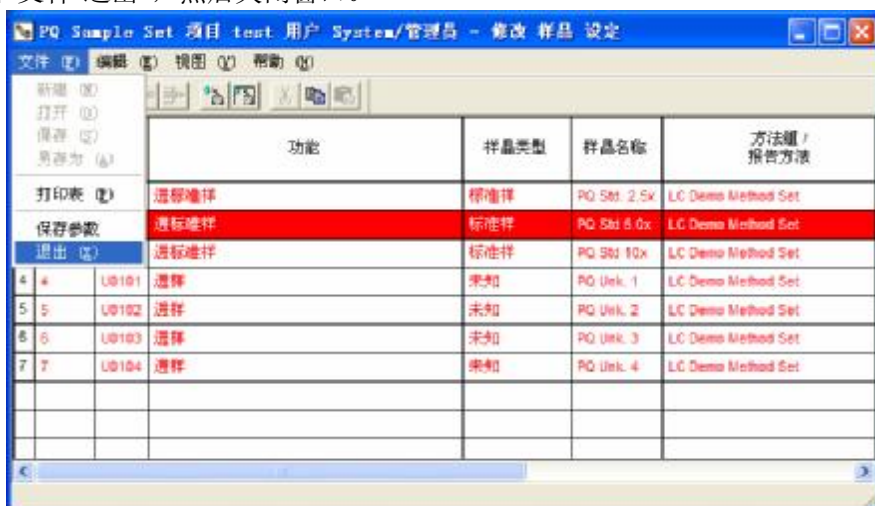 文件 退出 ，然后关闭窗口。
PQ Sample Set 项目 test 用户 System/管理员 - 修改 样品 设定
文件 (F) 编辑 (E) 视图 (V) 帮助 (H)
新建 (N)
打开 (O)
保存 (S)
另存为 (A)
打印表 (P)
保存参数
退出 (X)
功能 样品类型 样品名称 方法组 / 报告方法
进标准样 标准样 PQ Std. 2.5x LC Demo Method Set
进标准样 标准样 PQ Std 5.0x LC Demo Method Set
进标准样 标准样 PQ Std 10x LC Demo Method Set
4 4 U0101 进样 未知 PQ Unk. 1 LC Demo Method Set
5 5 U0102 进样 未知 PQ Unk. 2 LC Demo Method Set
6 6 U0103 进样 未知 PQ Unk. 3 LC Demo Method Set
7 7 U0104 进样 未知 PQ Unk. 4 LC Demo Method Set